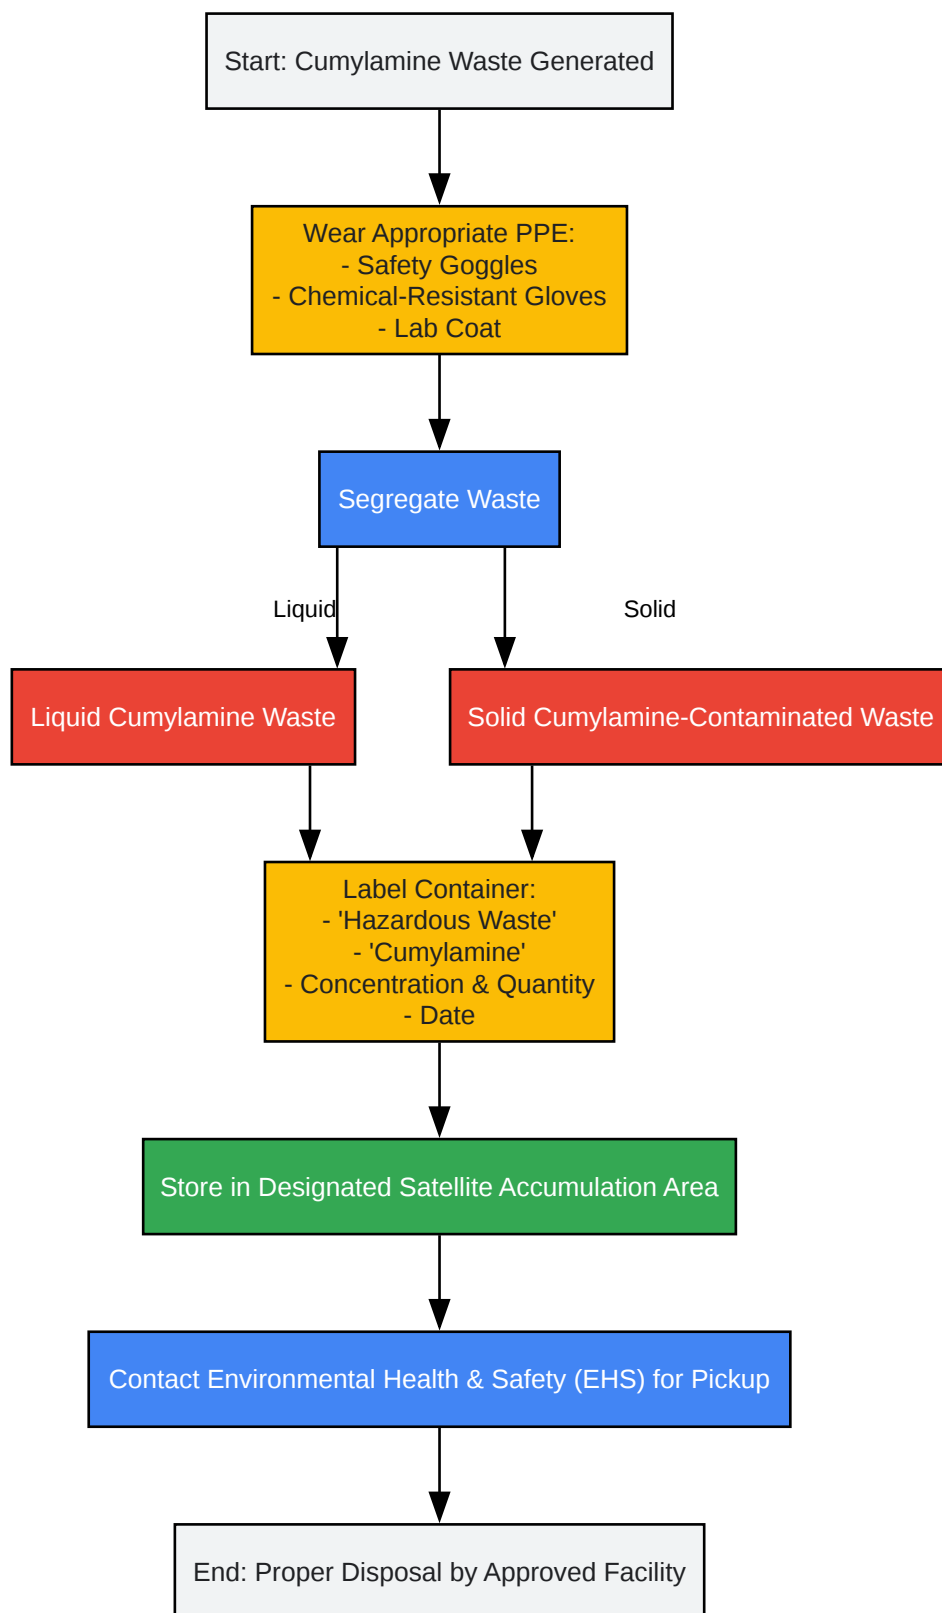 Start: Cumylamine Waste Generated
Wear Appropriate PPE:
- Safety Goggles
- Chemical-Resistant Gloves
- Lab Coat
Segregate Waste
Liquid
Solid
Liquid Cumylamine Waste
Solid Cumylamine-Contaminated Waste
Label Container:
- 'Hazardous Waste'
- 'Cumylamine'
- Concentration & Quantity
- Date
Store in Designated Satellite Accumulation Area
Contact Environmental Health & Safety (EHS) for Pickup
End: Proper Disposal by Approved Facility